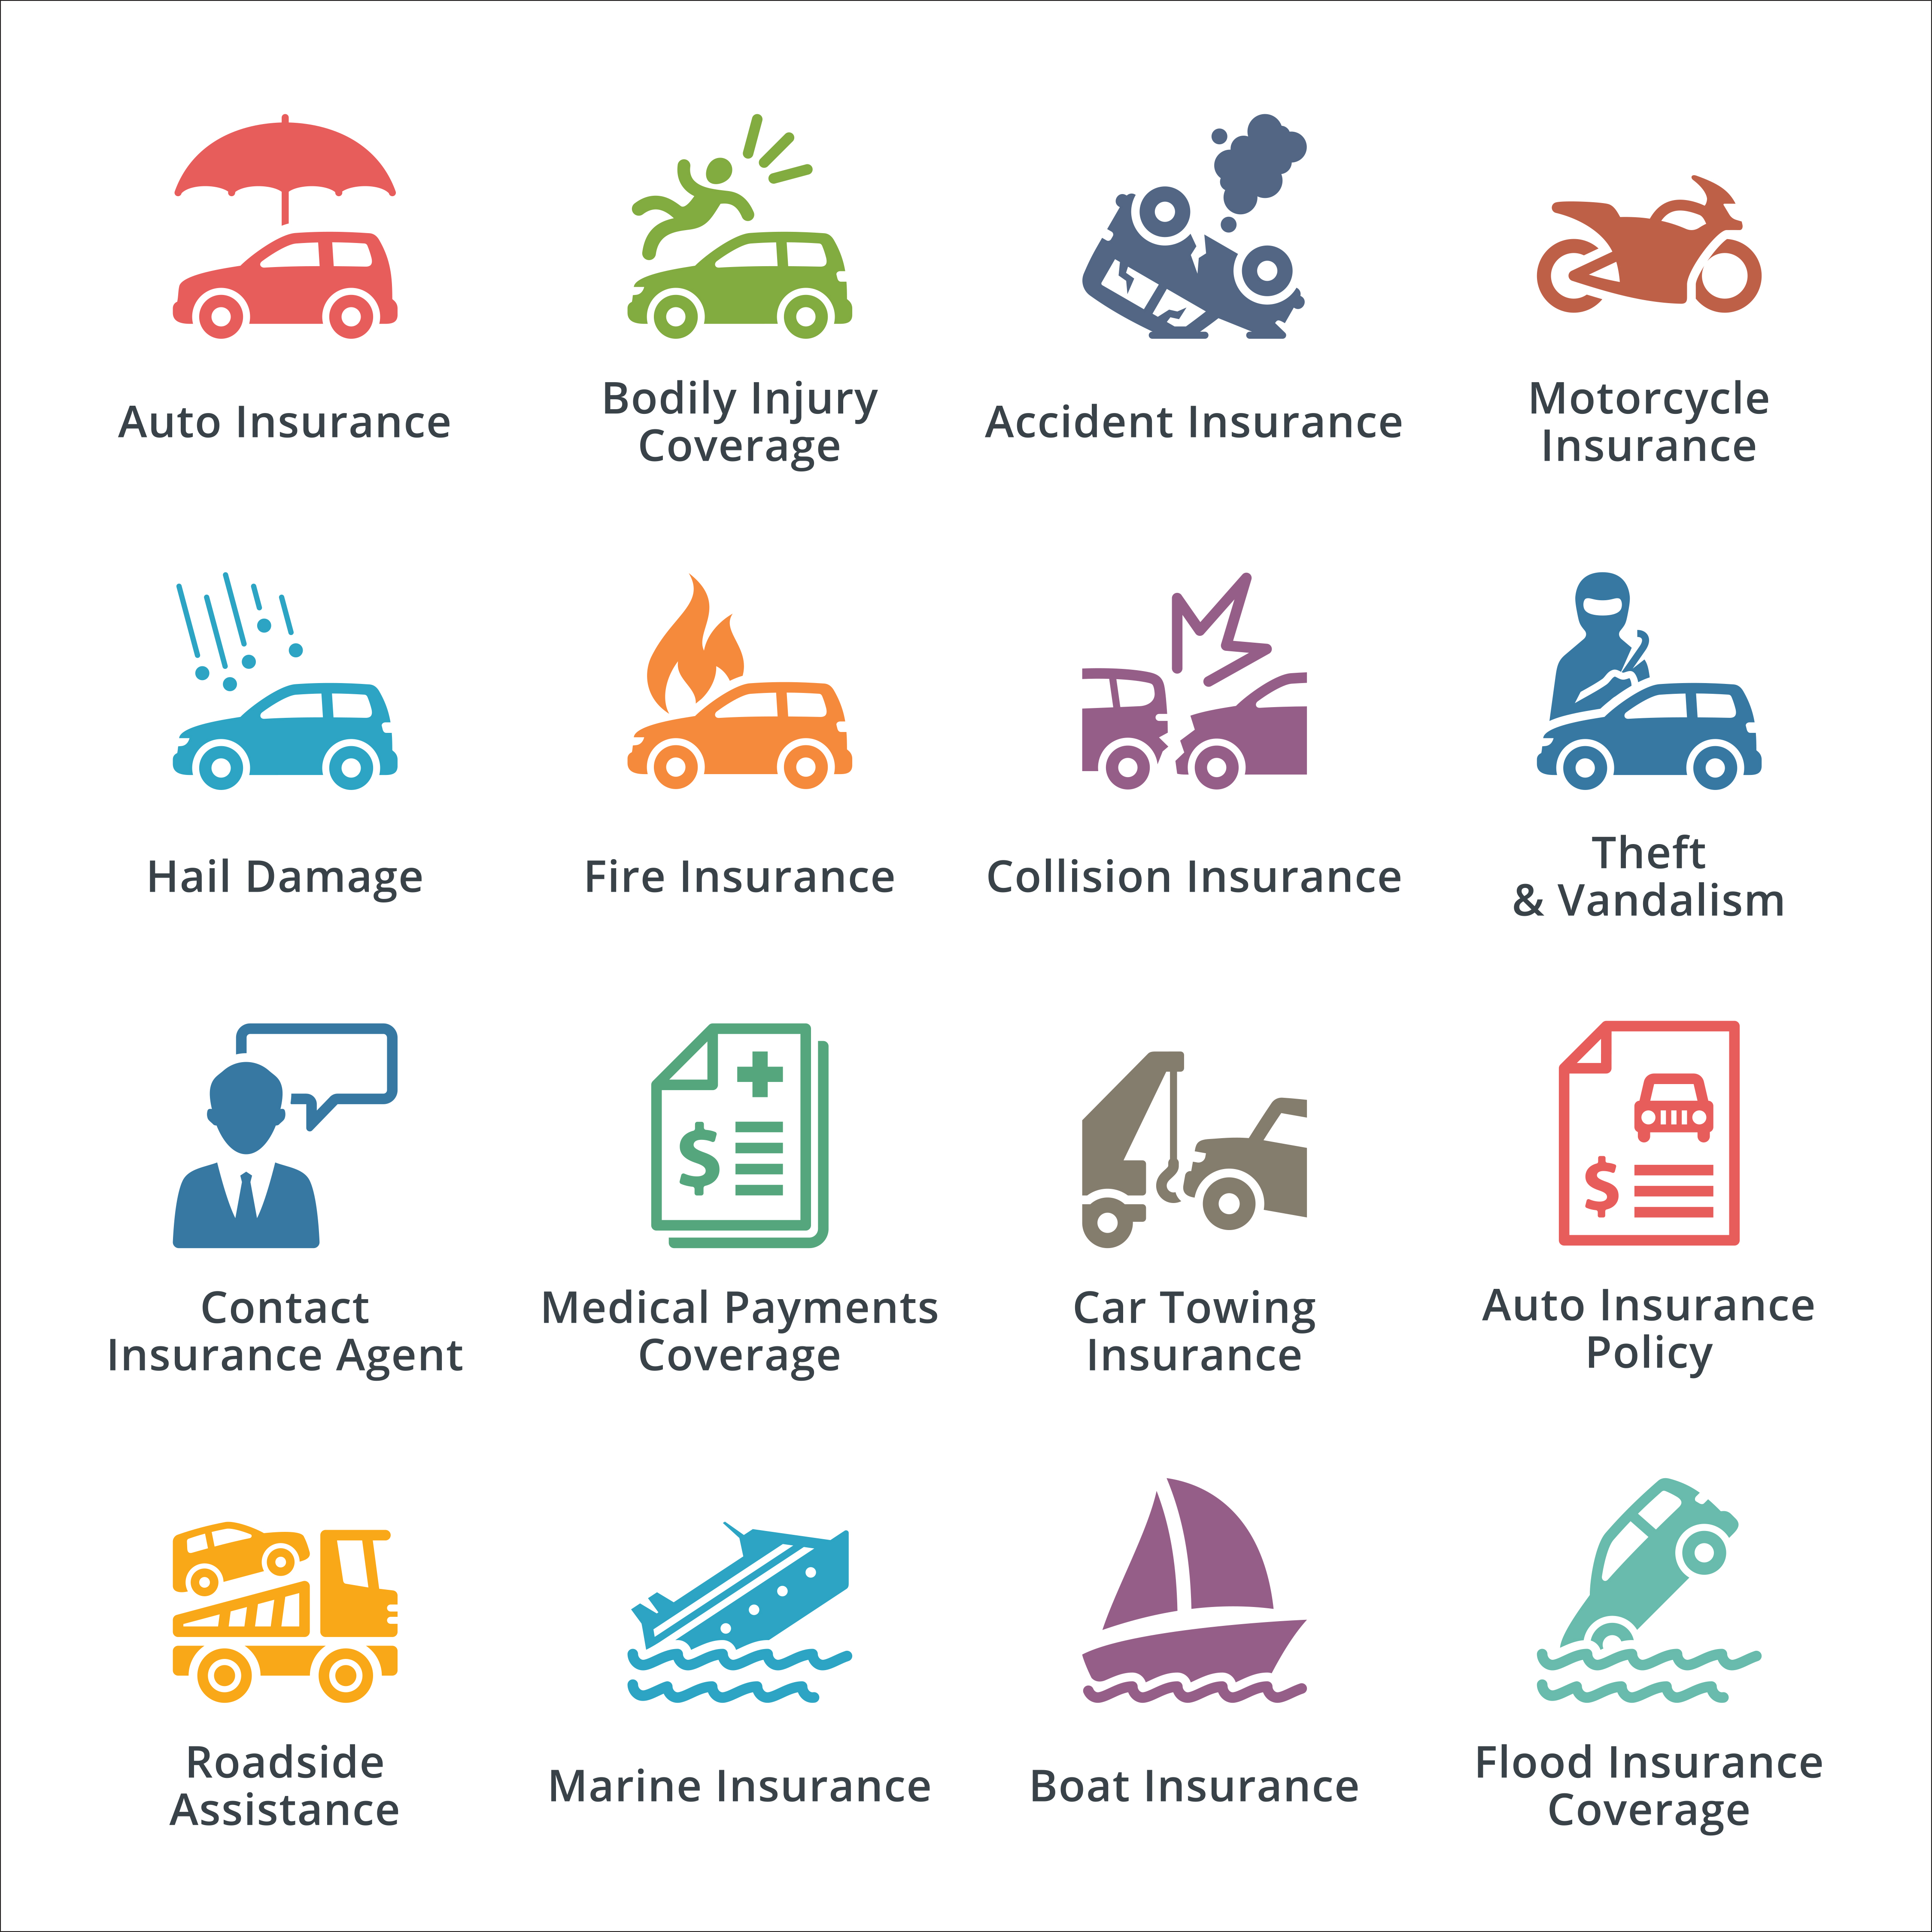 Auto Insurance
Bodily Injury
Coverage
Accident Insurance
Motorcycle
Insurance
Hail Damage
Fire Insurance
Collision Insurance
Theft
& Vandalism
Contact
Insurance Agent
$
Medical Payments
Coverage
Car Towing
Insurance
$
Auto Insurance
Policy
Roadside
Assistance
Marine Insurance
Boat Insurance
Flood Insurance
Coverage